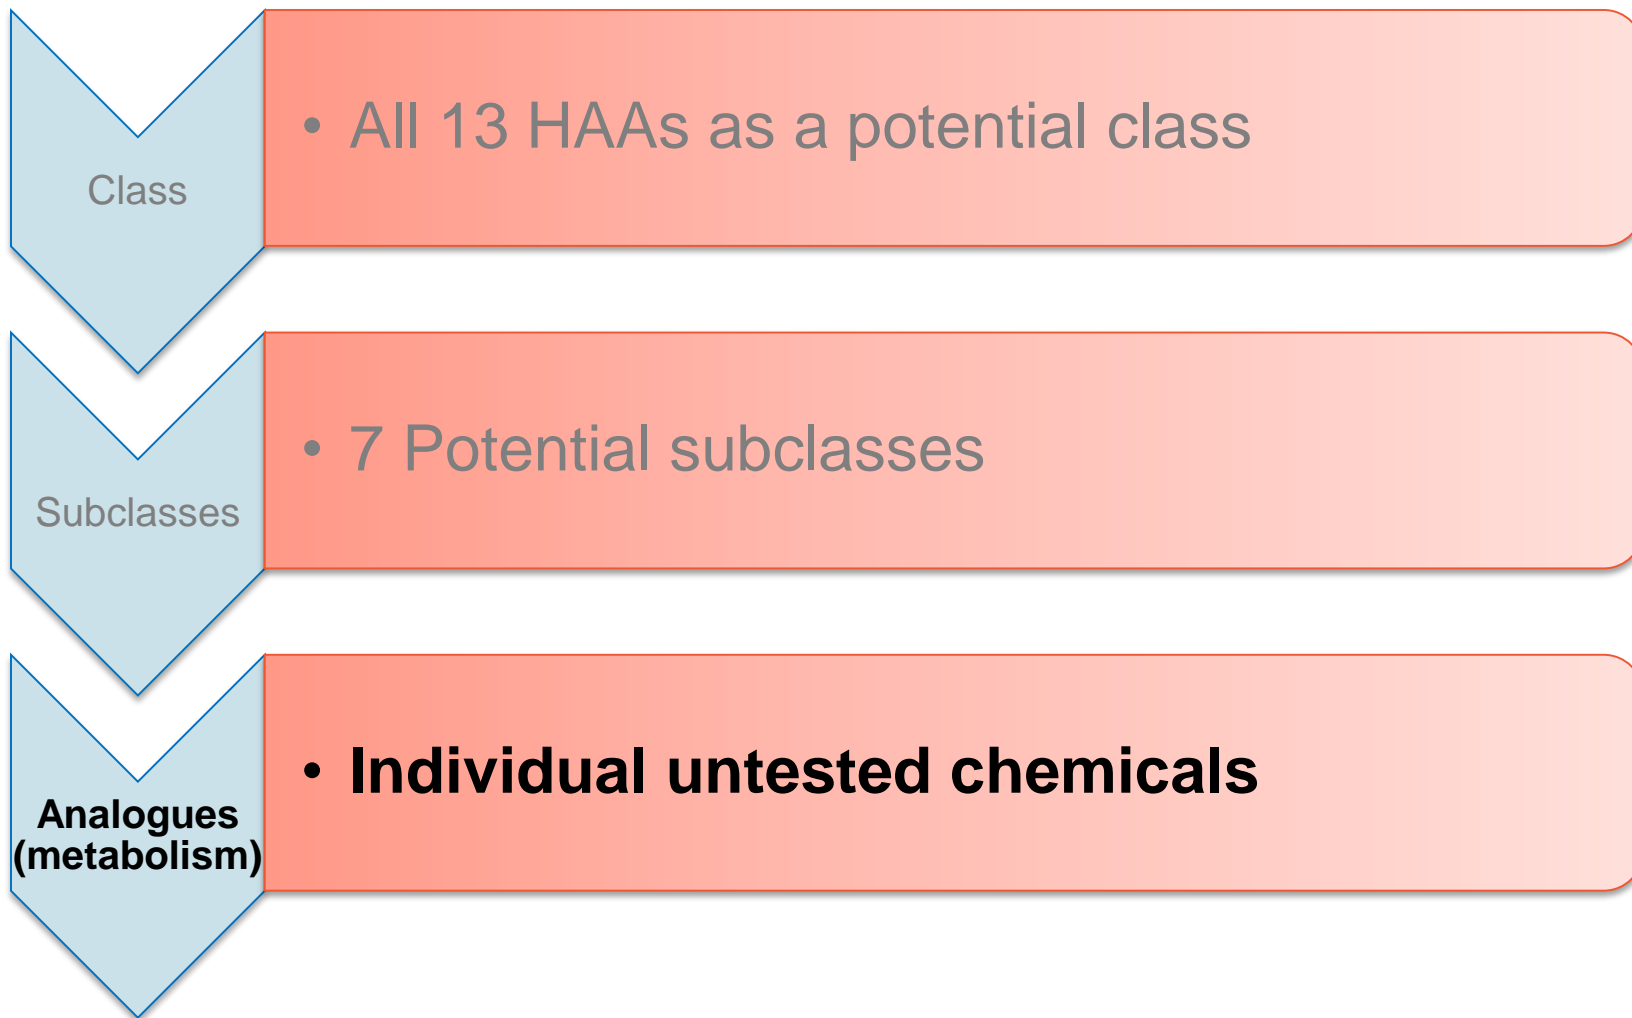 Class
• All 13 HAAs as a potential class
Subclasses
• 7 Potential subclasses
Analogues
(metabolism)
• Individual untested chemicals